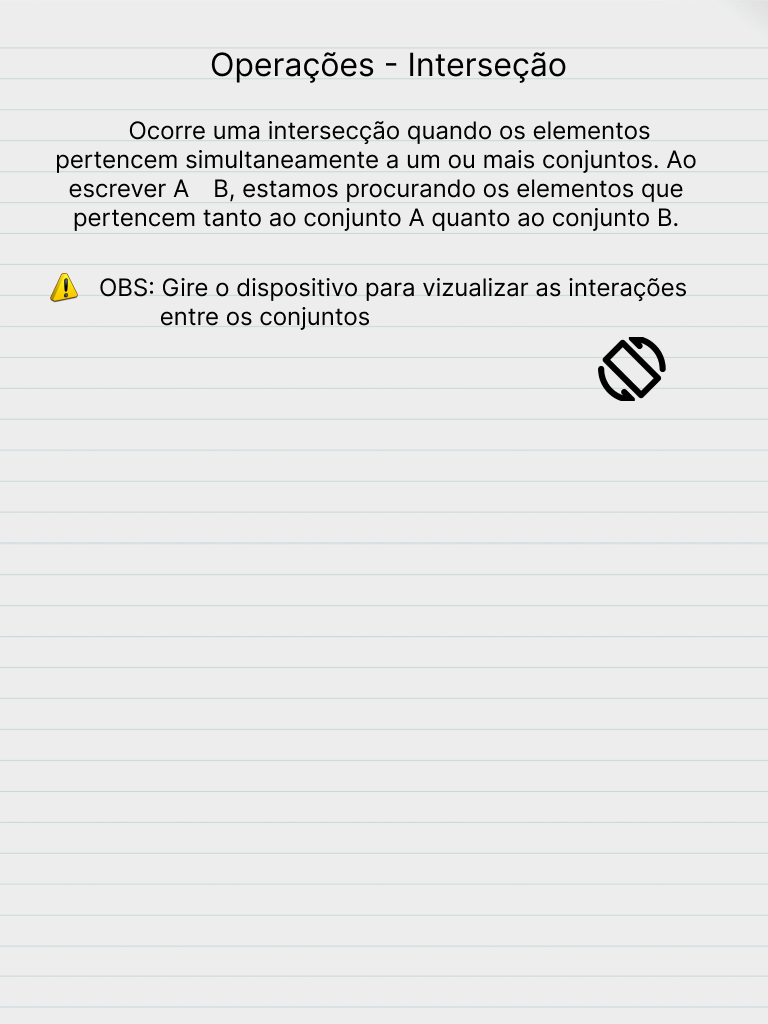 Operações - Interseção
Ocorre uma intersecção quando os elementos
pertencem simultaneamente a um ou mais conjuntos. Ao
escrever A B, estamos procurando os elementos que
pertencem tanto ao conjunto A quanto ao conjunto B.
OBS: Gire o dispositivo para vizualizar as interações
entre os conjuntos